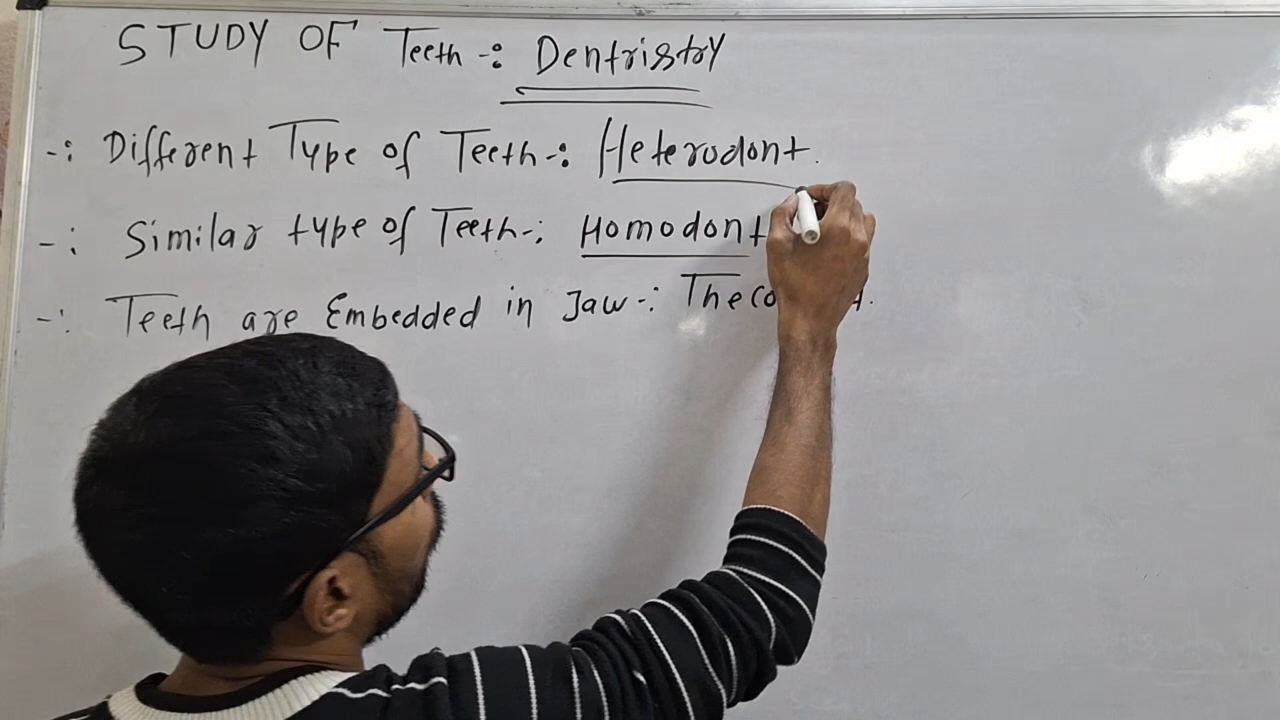 STUDY OF Teeth -: Dentristry
-: Different Type of Teeth -: Heterodont.
-: Similar type of Teeth -: Homodont
-: Teeth are Embedded in Jaw -: